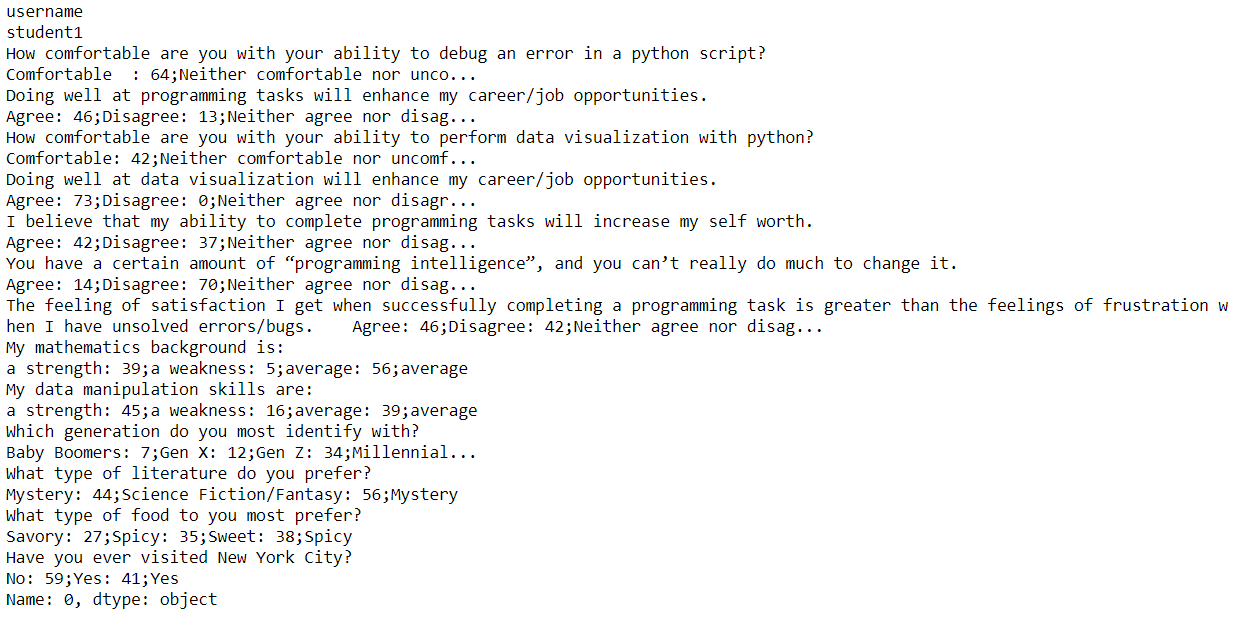 username
student1
How comfortable are you with your ability to debug an error in a python script?
Comfortable  : 64;Neither comfortable nor unco...
Doing well at programming tasks will enhance my career/job opportunities.
Agree: 46;Disagree: 13;Neither agree nor disag...
How comfortable are you with your ability to perform data visualization with python?
Comfortable: 42;Neither comfortable nor uncomf...
Doing well at data visualization will enhance my career/job opportunities.
Agree: 73;Disagree: 0;Neither agree nor disagr...
I believe that my ability to complete programming tasks will increase my self worth.
Agree: 42;Disagree: 37;Neither agree nor disag...
You have a certain amount of “programming intelligence”, and you can’t really do much to change it.
Agree: 14;Disagree: 70;Neither agree nor disag...
The feeling of satisfaction I get when successfully completing a programming task is greater than the feelings of frustration w
hen I have unsolved errors/bugs.    Agree: 46;Disagree: 42;Neither agree nor disag...
My mathematics background is:
a strength: 39;a weakness: 5;average: 56;average
My data manipulation skills are:
a strength: 45;a weakness: 16;average: 39;average
Which generation do you most identify with?
Baby Boomers: 7;Gen X: 12;Gen Z: 34;Millennial...
What type of literature do you prefer?
Mystery: 44;Science Fiction/Fantasy: 56;Mystery
What type of food to you most prefer?
Savory: 27;Spicy: 35;Sweet: 38;Spicy
Have you ever visited New York City?
No: 59;Yes: 41;Yes
Name: 0, dtype: object